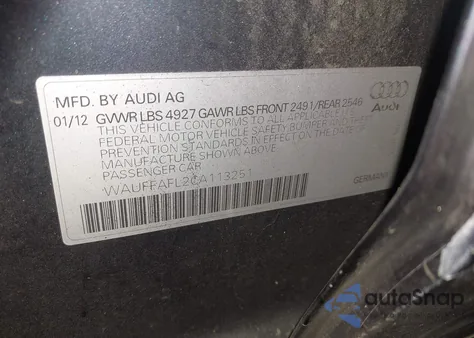 MFD. BY AUDI AG
01/12 GVWR LBS 4927 GAWR LBS FRONT 2491/REAR 2546
THIS VEHICLE CONFORMS TO ALL APPLICABLE U.S.
FEDERAL MOTOR VEHICLE SAFETY, BUMPER AND THEFT
PREVENTION STANDARDS IN EFFECT ON THE DATE OF
MANUFACTURE SHOWN ABOVE.
PASSENGER CAR
WAUFFAFL2CA113251
GERMANY
Audi
autoSnap